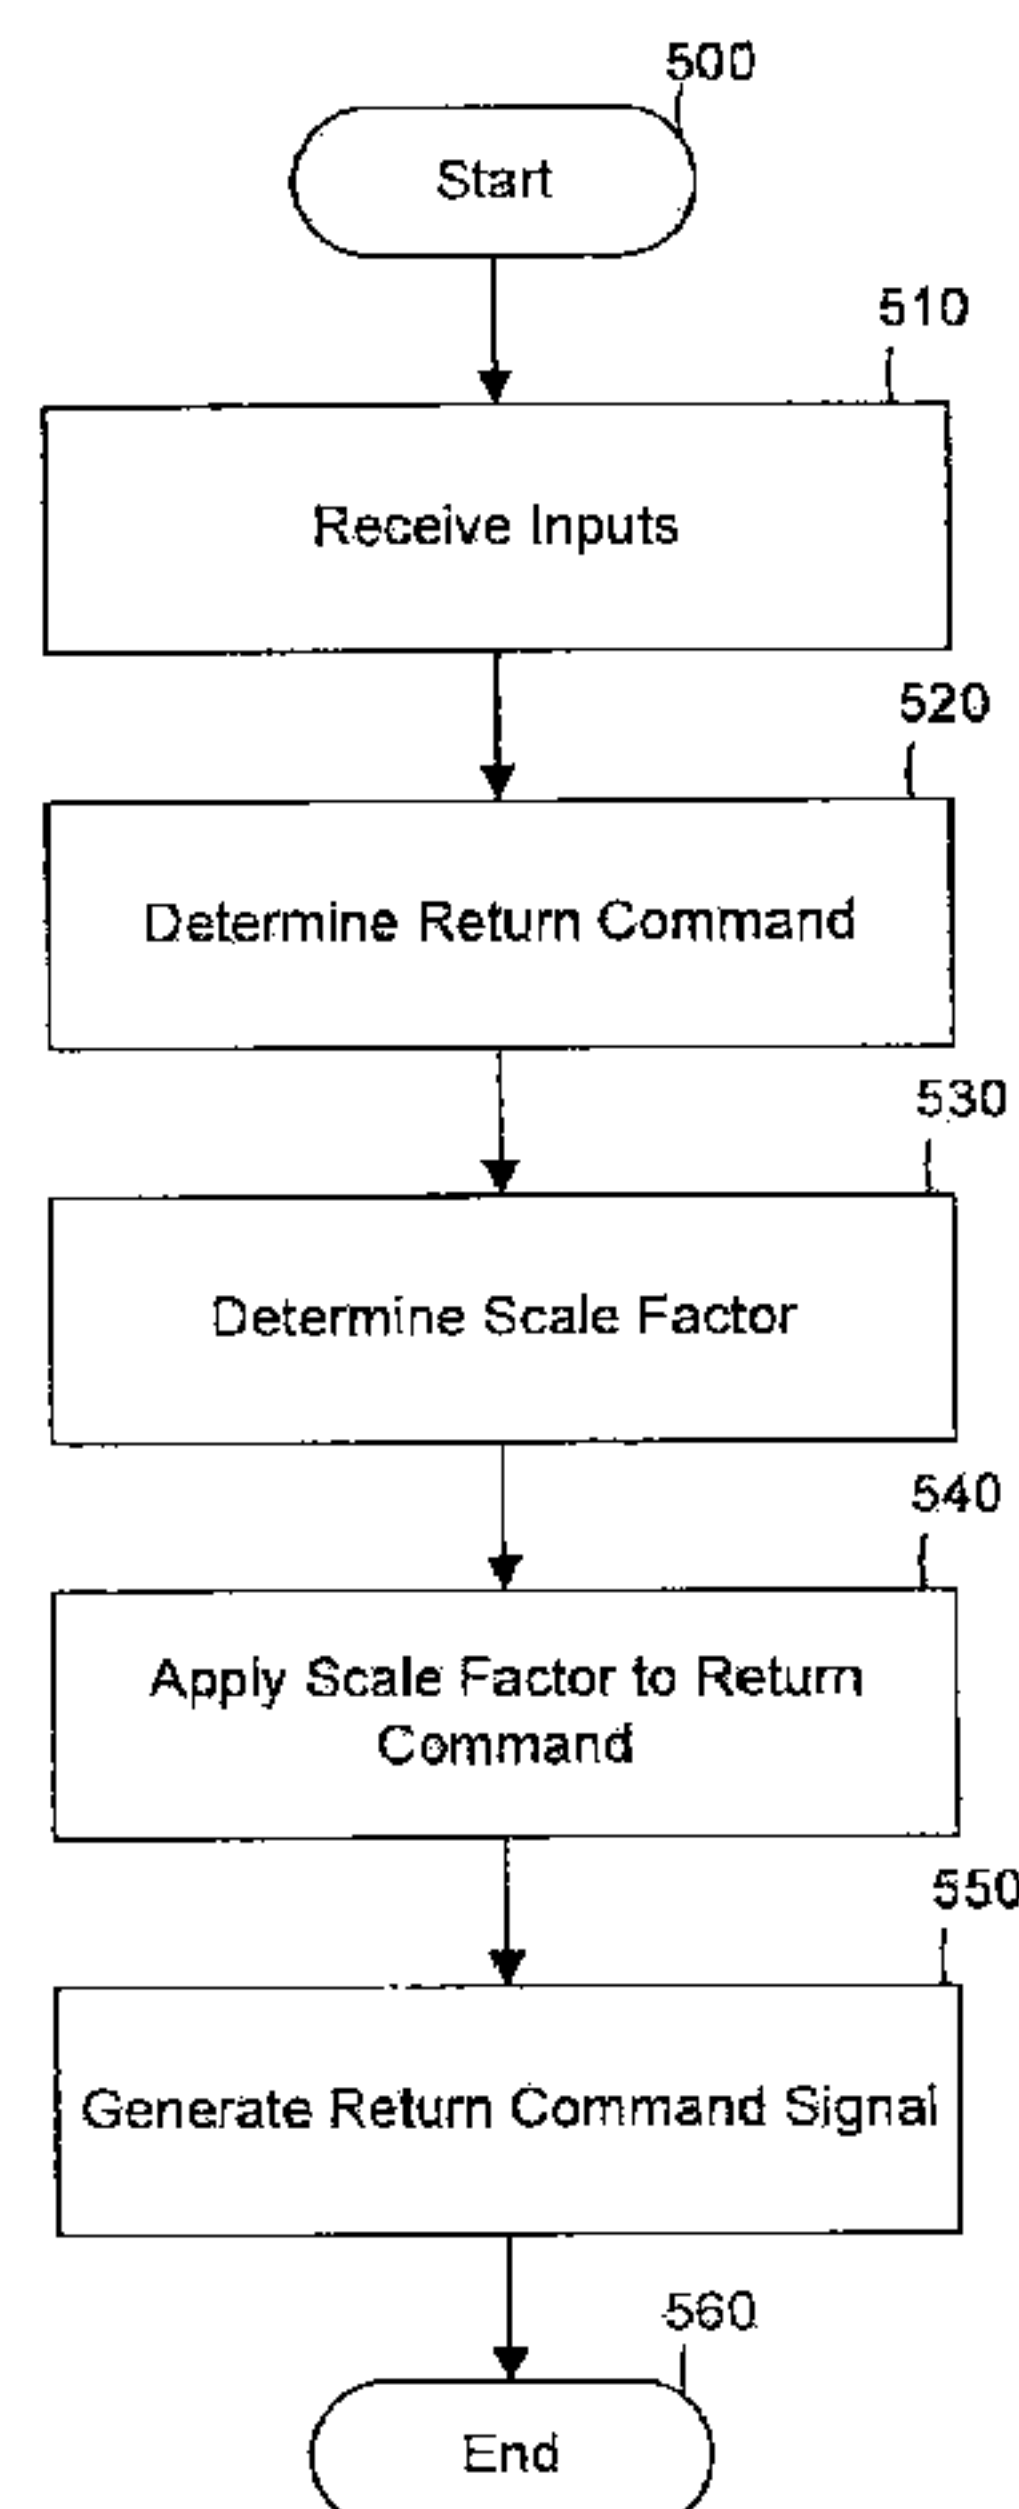 500
Start
510
Receive Inputs
520
Determine Return Command
530
Determine Scale Factor
540
Apply Scale Factor to Return
Command
550
Generate Return Command Signal
560
End